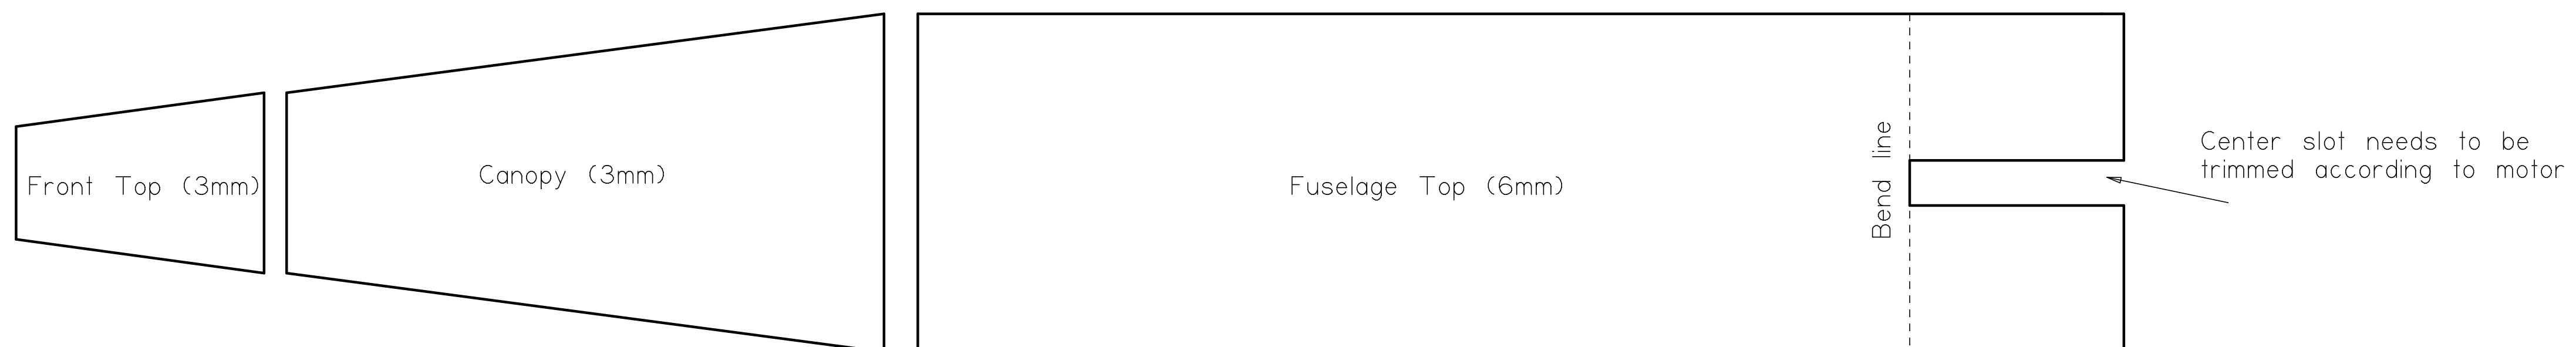 Front Top (3mm)
Canopy (3mm)
Fuselage Top (6mm)
Bend line
Center slot needs to be
trimmed according to motor